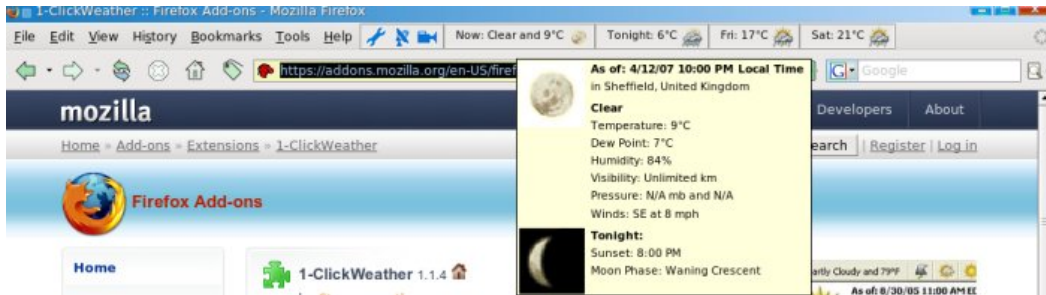 1-ClickWeather :: Firefox Add-ons - Mozilla Firefox
File Edit View History Bookmarks Tools Help Now: Clear and 9°C Tonight: 6°C Fri: 17°C Sat: 21°C
https://addons.mozilla.org/en-US/firef
G Google
As of: 4/12/07 10:00 PM Local Time
in Sheffield, United Kingdom
Clear
Temperature: 9°C
Dew Point: 7°C
Humidity: 84%
Visibility: Unlimited km
Pressure: N/A mb and N/A
Winds: SE at 8 mph
Tonight:
Sunset: 8:00 PM
Moon Phase: Waning Crescent
mozilla
Developers About
Home » Add-ons » Extensions » 1-ClickWeather
earch | Register | Log in
Firefox Add-ons
Home
1-ClickWeather 1.1.4
artly Cloudy and 79°F
As of: 8/30/05 11:00 AM ED